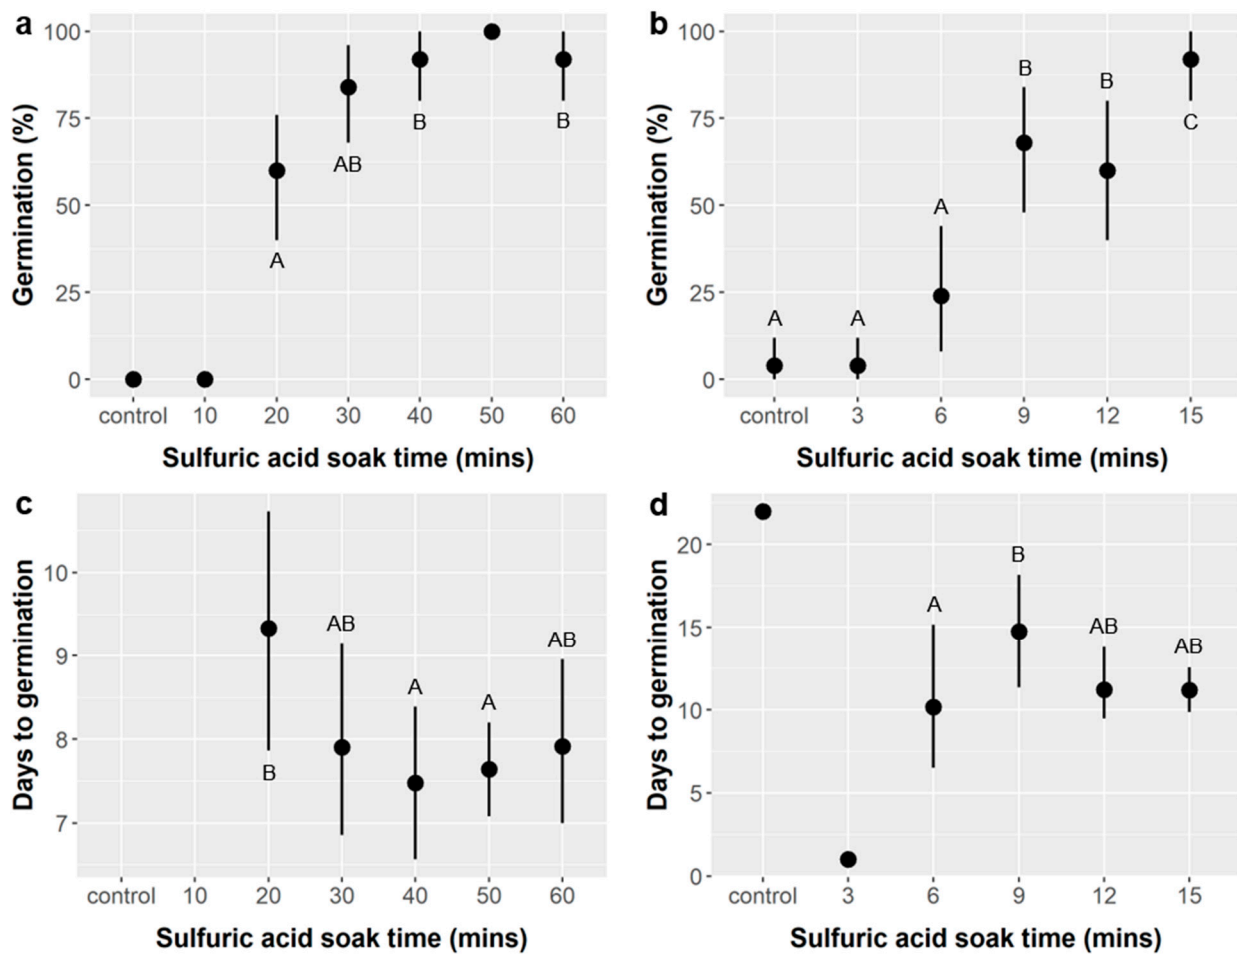 a
100
75
50
25
0
Germination (%)
A
AB
B
B
control 10 20 30 40 50 60
Sulfuric acid soak time (mins)
b
100
75
50
25
0
Germination (%)
A
A
A
B
B
C
control 3 6 9 12 15
Sulfuric acid soak time (mins)
c
10
9
8
7
Days to germination
B
AB
A
A
AB
control 10 20 30 40 50 60
Sulfuric acid soak time (mins)
d
20
15
10
5
0
Days to germination
A
B
AB
AB
control 3 6 9 12 15
Sulfuric acid soak time (mins)